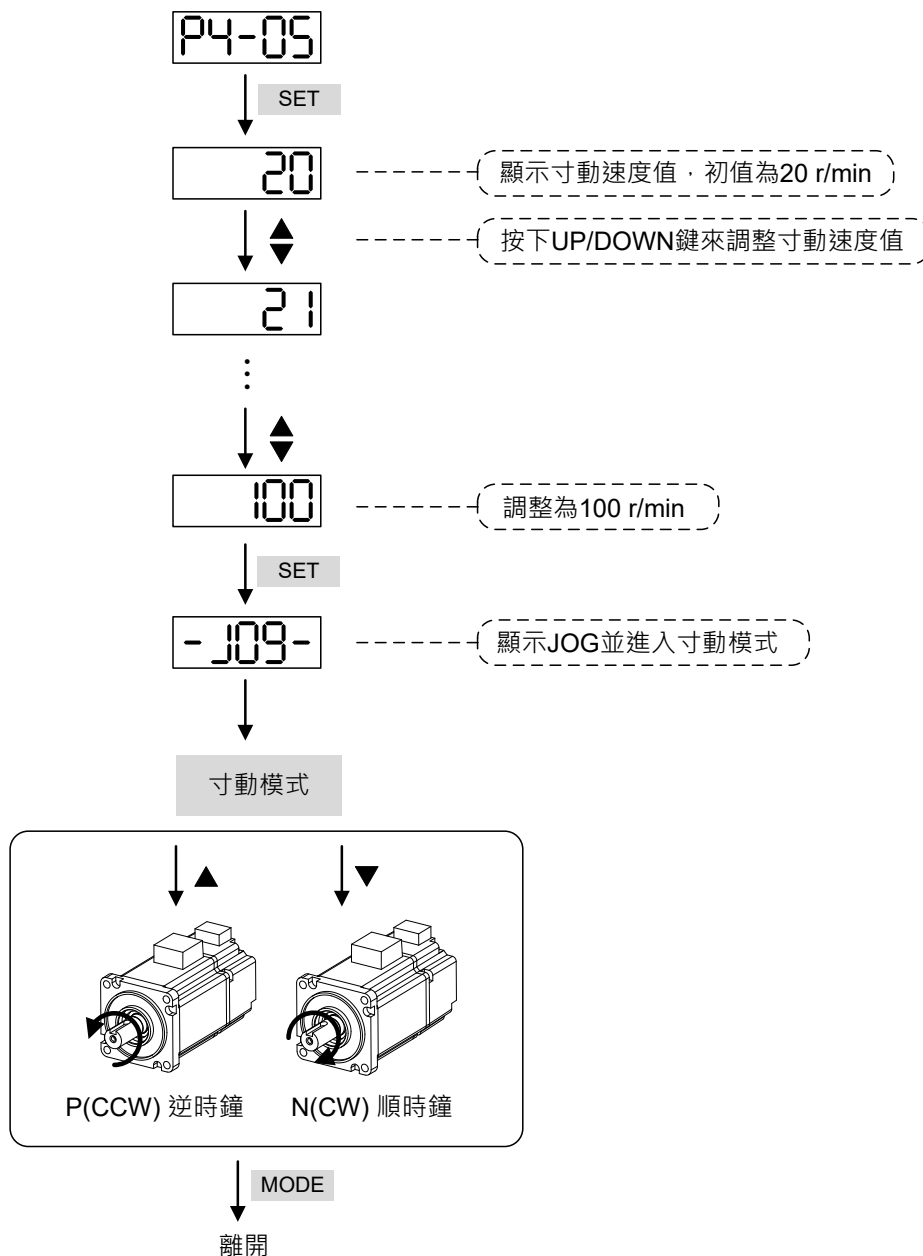 P4-05
SET
20
顯示寸動速度值，初值為20 r/min
按下UP/DOWN鍵來調整寸動速度值
21
100
調整為100 r/min
SET
-JOG-
顯示JOG並進入寸動模式
寸動模式
P(CCW) 逆時鐘
N(CW) 順時鐘
MODE
離開